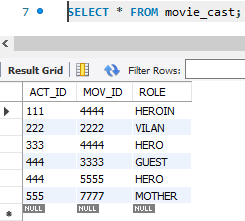 7 SELECT * FROM movie_cast;
Result Grid Filter Rows:
ACT_ID MOV_ID ROLE
111 4444 HEROIN
222 2222 VILAN
333 4444 HERO
444 3333 GUEST
444 5555 HERO
555 7777 MOTHER
NULL NULL NULL